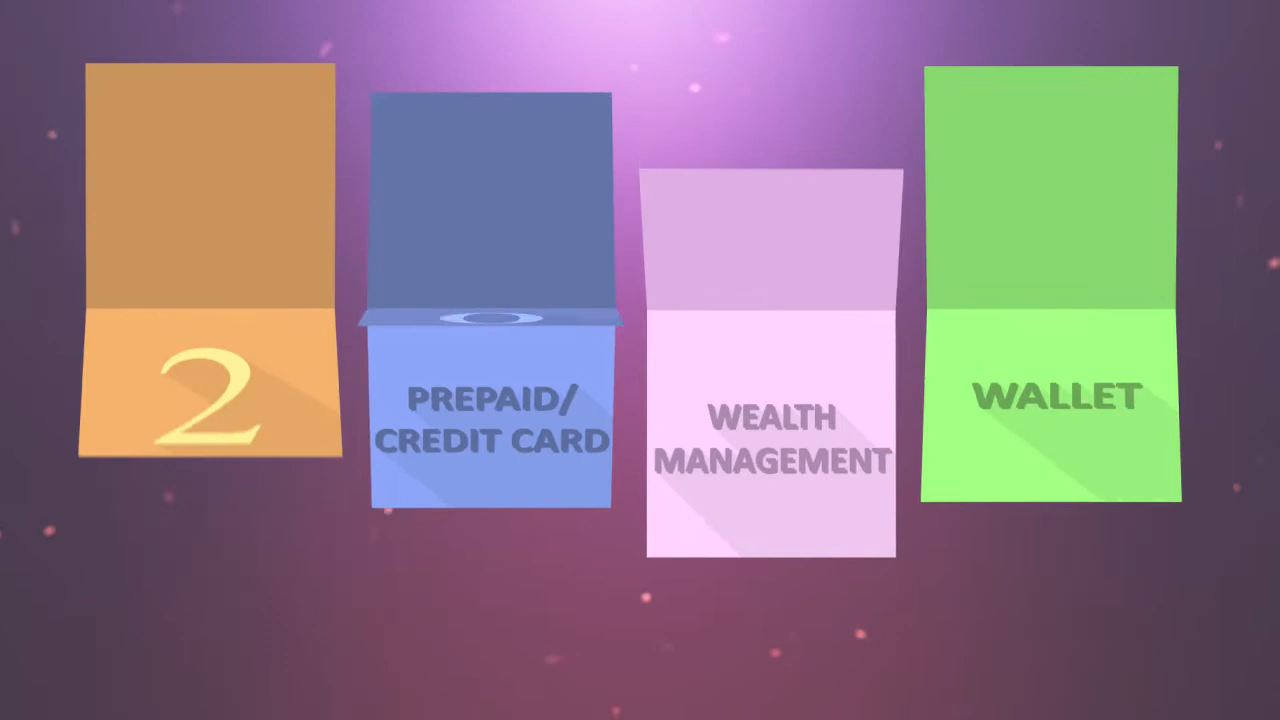 2
PREPAID/
CREDIT CARD
WEALTH
MANAGEMENT
WALLET